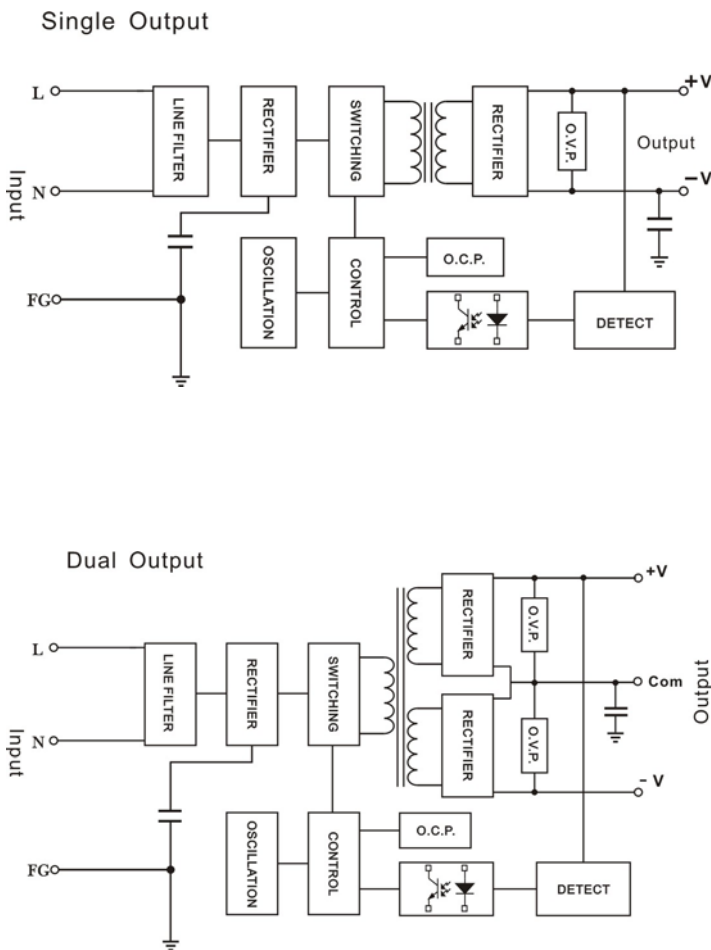 Single Output
L
N
FG
Input
LINE FILTER
RECTIFIER
SWITCHING
RECTIFIER
O.V.P.
+V
Output
-V
OSCILLATION
CONTROL
O.C.P.
DETECT
Dual Output
L
N
FG
Input
LINE FILTER
RECTIFIER
SWITCHING
RECTIFIER
RECTIFIER
O.V.P.
O.V.P.
+V
Com
- V
Output
OSCILLATION
CONTROL
O.C.P.
DETECT